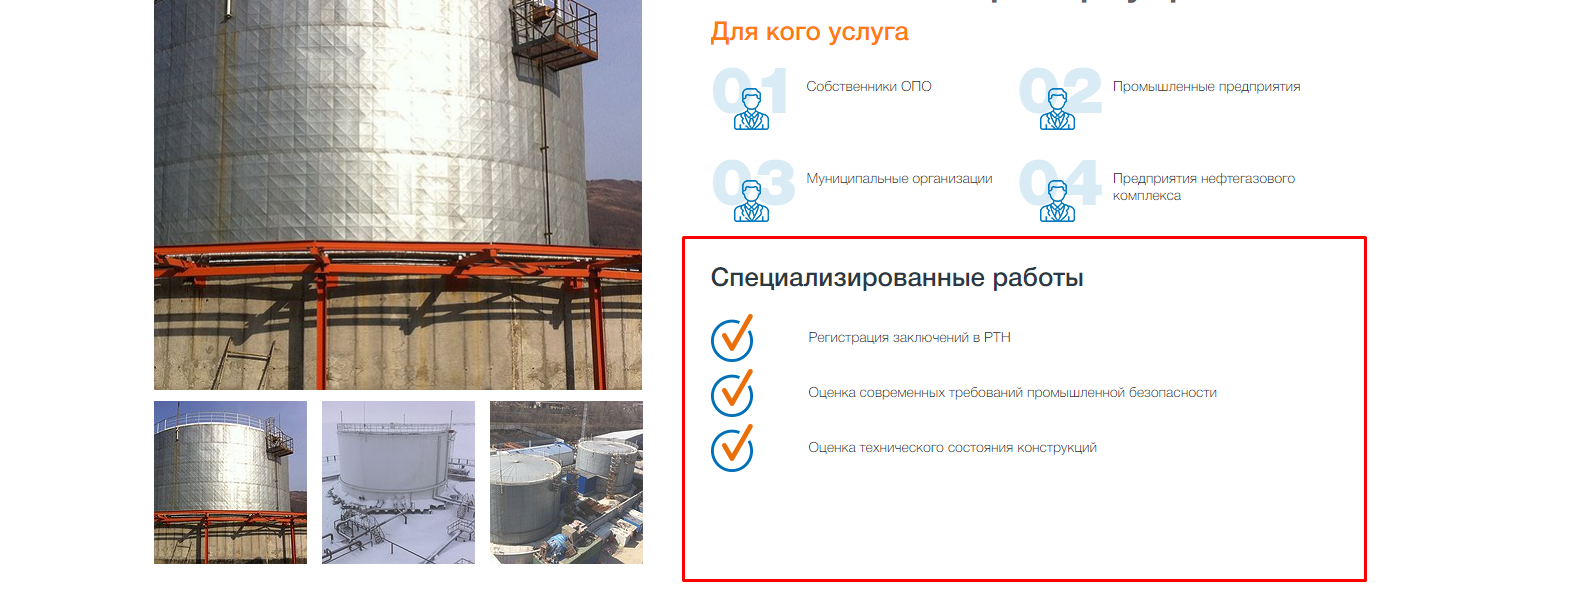 Для кого услуга
01
Собственники ОПО
02
Промышленные предприятия
03
Муниципальные организации
04
Предприятия нефтегазового
комплекса
Специализированные работы
Регистрация заключений в РТН
Оценка современных требований промышленной безопасности
Оценка технического состояния конструкций